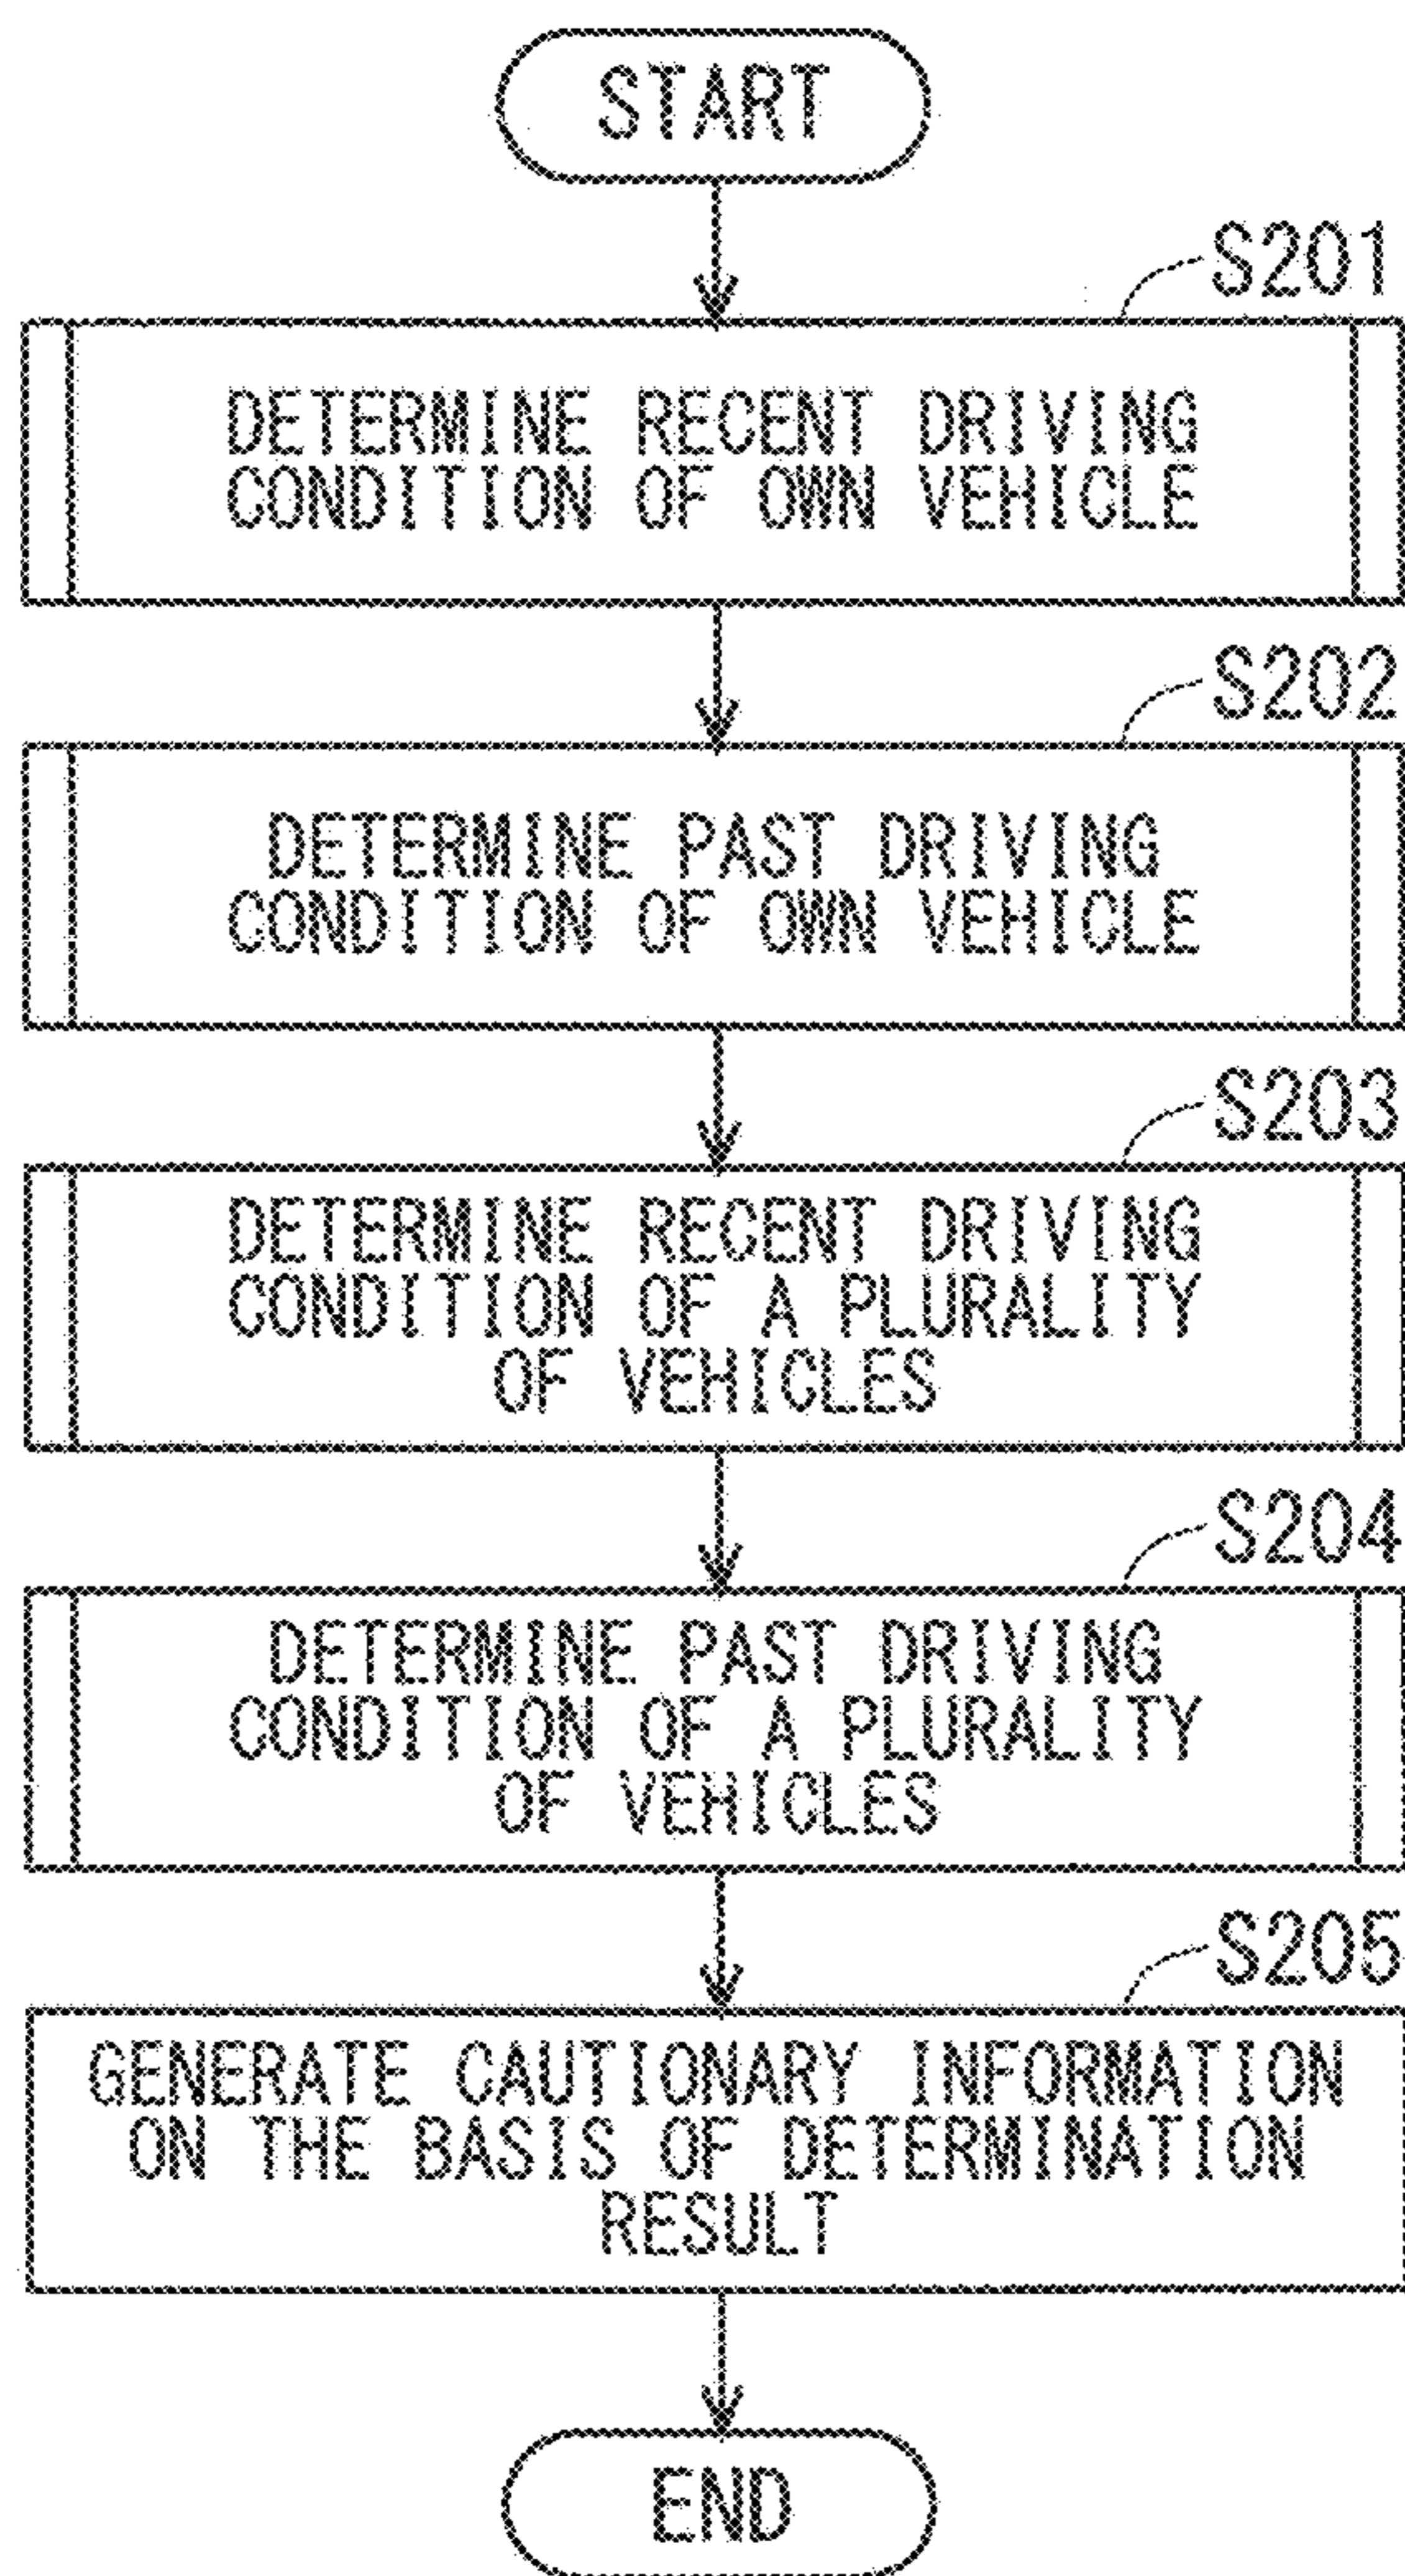 START
S201
DETERMINE RECENT DRIVING
CONDITION OF OWN VEHICLE
S202
DETERMINE PAST DRIVING
CONDITION OF OWN VEHICLE
S203
DETERMINE RECENT DRIVING
CONDITION OF A PLURALITY
OF VEHICLES
S204
DETERMINE PAST DRIVING
CONDITION OF A PLURALITY
OF VEHICLES
S205
GENERATE CAUTIONARY INFORMATION
ON THE BASIS OF DETERMINATION
RESULT
END